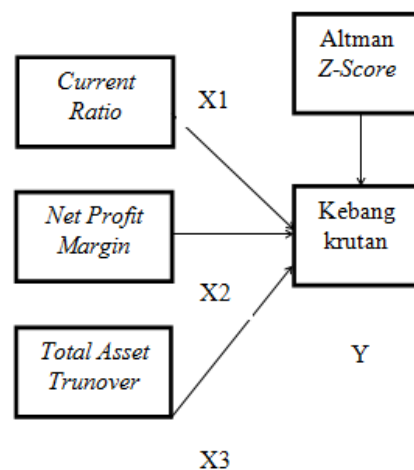 Altman
Z-Score
Current
Ratio
X1
Net Profit
Margin
Kebang
krutan
X2
Total Asset
Trunover
Y
X3